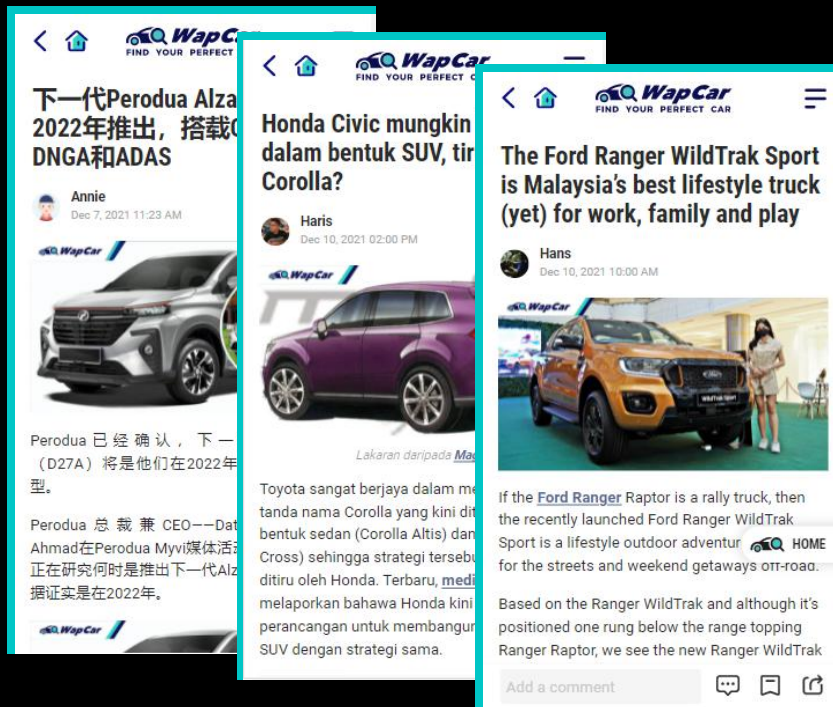 WapC
FIND YOUR PERFECT
下一代Perodua Alza
2022年推出，搭载
DNGA和ADAS
Annie
Dec 7, 2021 11:23 AM
WapCar
Perodua 已 经 确 认 ， 下 一
（D27A）将是他们在2022年
型。
Perodua 总 裁 兼 CEO——Dat
Ahmad在Perodua Myvi媒体活
正在研究何时是推出下一代Alz
据证实是在2022年。
WapCar
WapCar
FIND YOUR PERFECT C
Honda Civic mungkin
dalam bentuk SUV, tir
Corolla?
Haris
Dec 10, 2021 02:00 PM
WapCar
Lakaran daripada Mag
Toyota sangat berjaya dalam me
tanda nama Corolla yang kini dit
bentuk sedan (Corolla Altis) dan
Cross) sehingga strategi tersebu
ditiru oleh Honda. Terbaru, medi
melaporkan bahawa Honda kini
perancangan untuk membangun
SUV dengan strategi sama.
WapCar
FIND YOUR PERFECT CAR
The Ford Ranger WildTrak Sport
is Malaysia's best lifestyle truck
(yet) for work, family and play
Hans
Dec 10, 2021 10:00 AM
WapCar
WildTrak Sport
If the Ford Ranger Raptor is a rally truck, then
the recently launched Ford Ranger WildTrak
Sport is a lifestyle outdoor adventur
HOME
for the streets and weekend getaways off-road.
Based on the Ranger WildTrak and although it's
positioned one rung below the range topping
Ranger Raptor, we see the new Ranger WildTrak
Add a comment